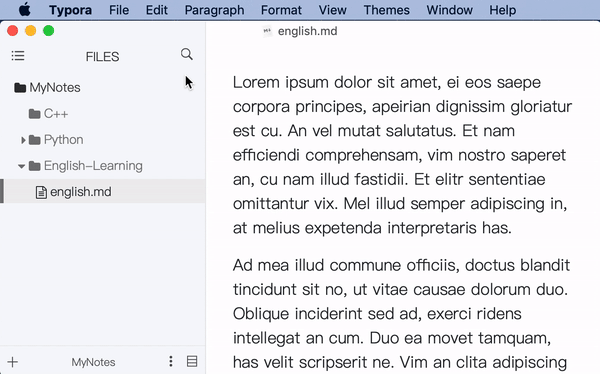 Typora File Edit Paragraph Format View Themes Window Help
english.md
FILES
MyNotes
C++
Python
English-Learning
english.md
MyNotes
Lorem ipsum dolor sit amet, ei eos saepe
corpora principes, apeirian dignissim gloriatur
est cu. An vel mutat salutatus. Et nam
efficiendi comprehensam, vim nostro saperet
an, cu nam illud fastidii. Et elitr sententiae
omittantur vix. Mel illud semper adipiscing in,
at melius expetenda interpretaris has.
Ad mea illud commune officiis, doctus blandit
tincidunt sit no, ut vitae causae dolorum duo.
Oblique inciderint sed ad, exerci ridens
intellegat an cum. Duo ea movet tamquam,
has velit scripserit ne. Vim an clita adipiscing